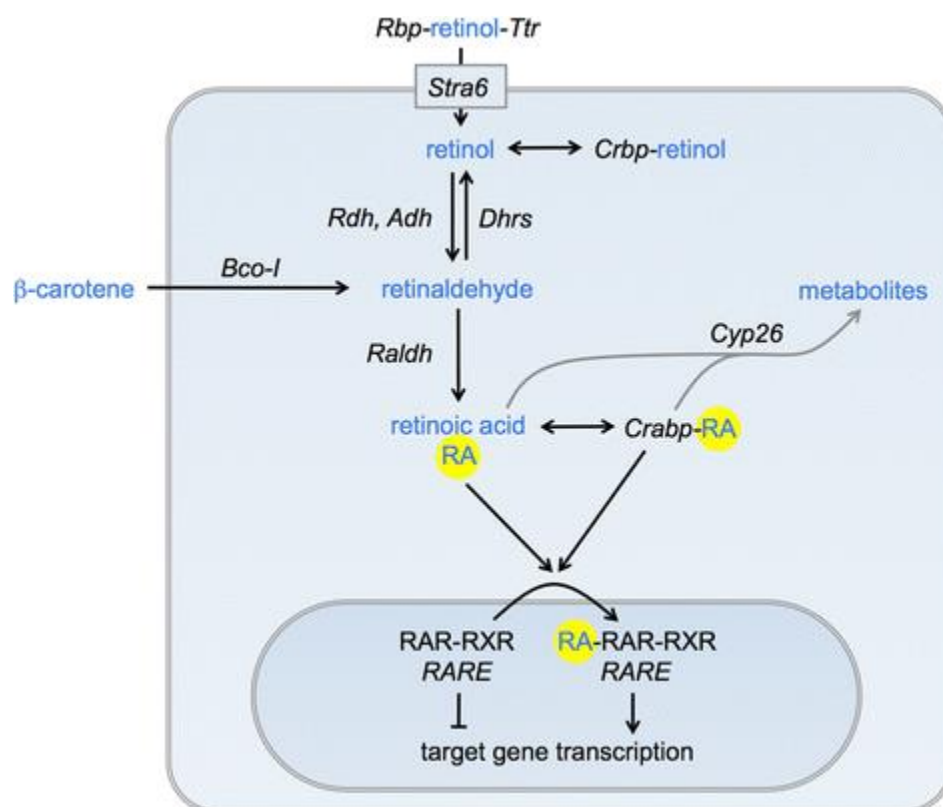 Rbp-retinol-Ttr
Stra6
retinol
Crbp-retinol
Rdh, Adh
Dhrs
β-carotene
Bco-I
retinaldehyde
metabolites
Cyp26
Raldh
retinoic acid
RA
Crabp-RA
RAR-RXR
RARE
RA-RAR-RXR
RARE
target gene transcription